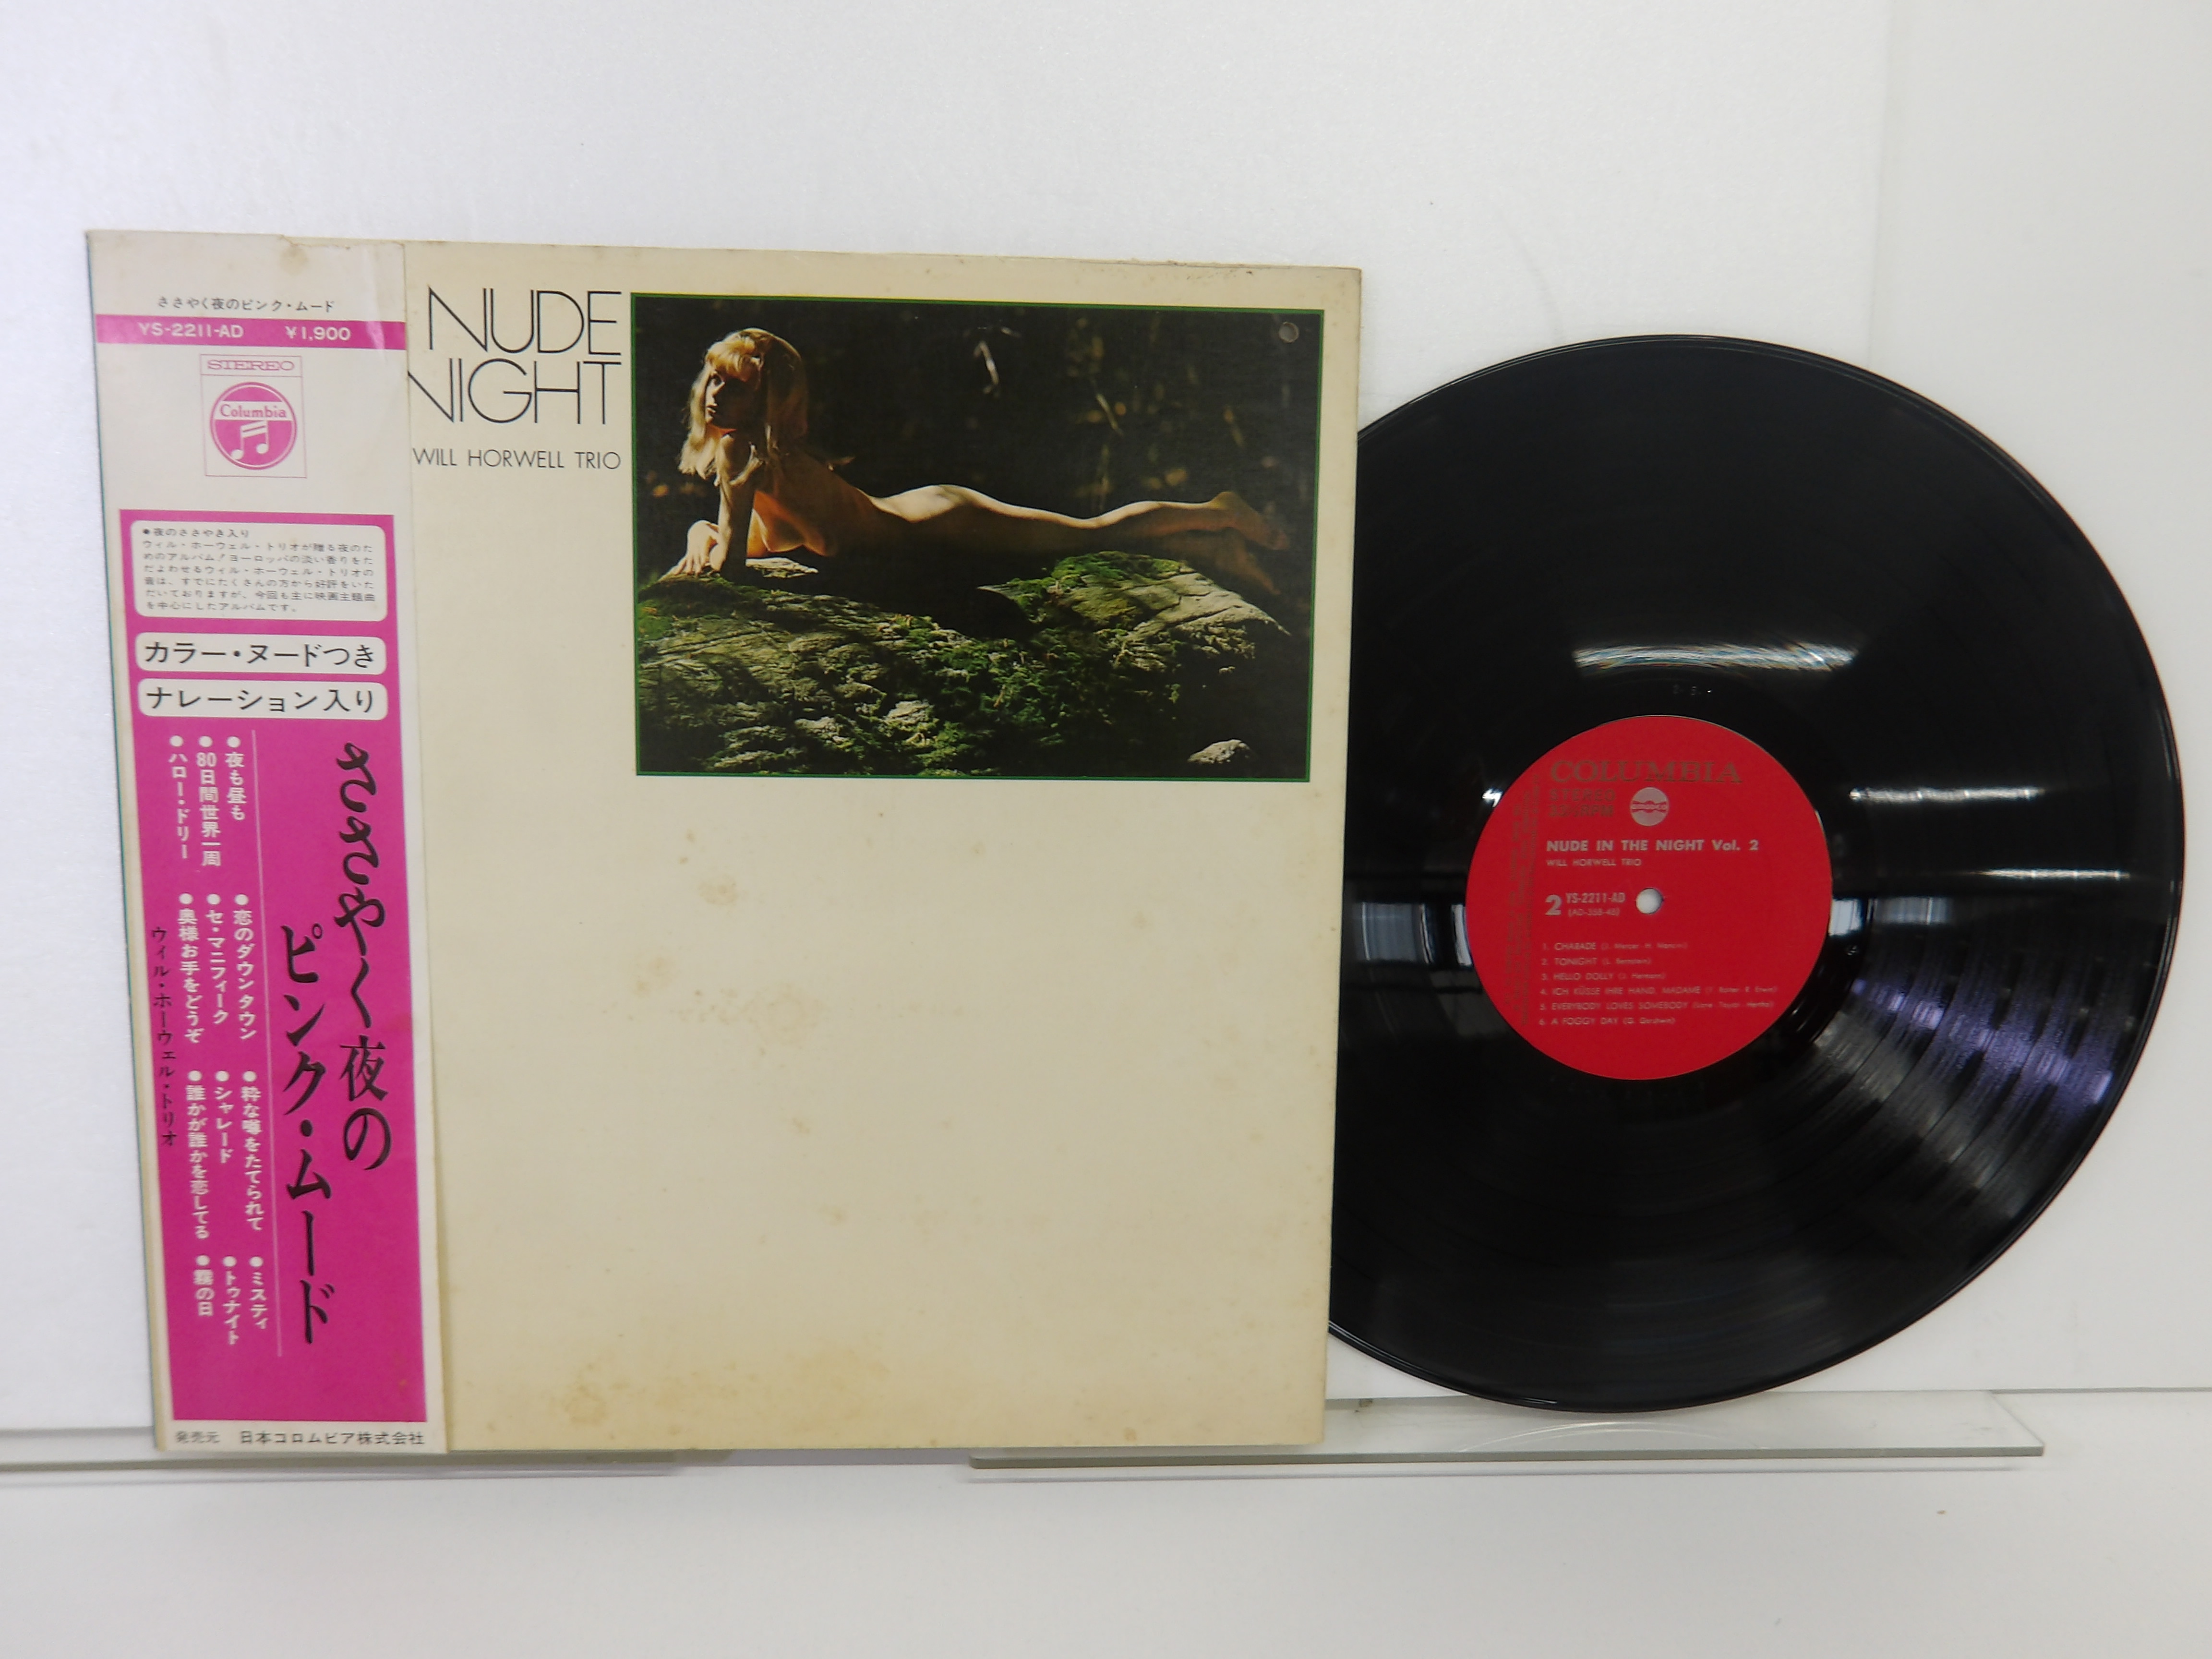 ささやく夜のピンク・ムード
YS-2211-AD ¥1,900
STEREO
Columbia
●夜のささやき入り
ウィル・ホーウェル・トリオが贈る夜のた
めのアルバム!ヨーロッパの淡い香りをた
だよわせるウィル・ホーウェル・トリオの
音は、すでにたくさんの方から好評をいた
だいておりますが、今回も主に映画主題曲
を中心にしたアルバムです。
カラー・ヌードつき
ナレーション入り
ささやく夜の
ピンク・ムード
●夜も昼も ●恋のダウンタウン ●粋な噂をたてられて ●ミスティ
●80日間世界一周 ●セ・マニフィーク ●シャレード ●トゥナイト
●ハロー・ドリー ●奥様お手をどうぞ ●誰かが誰かを恋してる ●霧の日
ウィル・ホーウェル・トリオ
発売元 日本コロムビア株式会社
NUDE
NIGHT
WILL HORWELL TRIO
COLUMBIA
STEREO
NUDE IN THE NIGHT Vol. 2
WILL HORWELL TRIO
2 YS-2211-AD
(AD-358-4S)
1. CHARADE (J. Mercer-H. Mancini)
2. TONIGHT (L. Bernstein)
3. HELLO DOLLY (J. Herman)
4. ICH KÜSSE IHRE HAND, MADAME
5. EVERYBODY LOVES SOMEBODY
6. A FOGGY DAY (G. Gershwin)